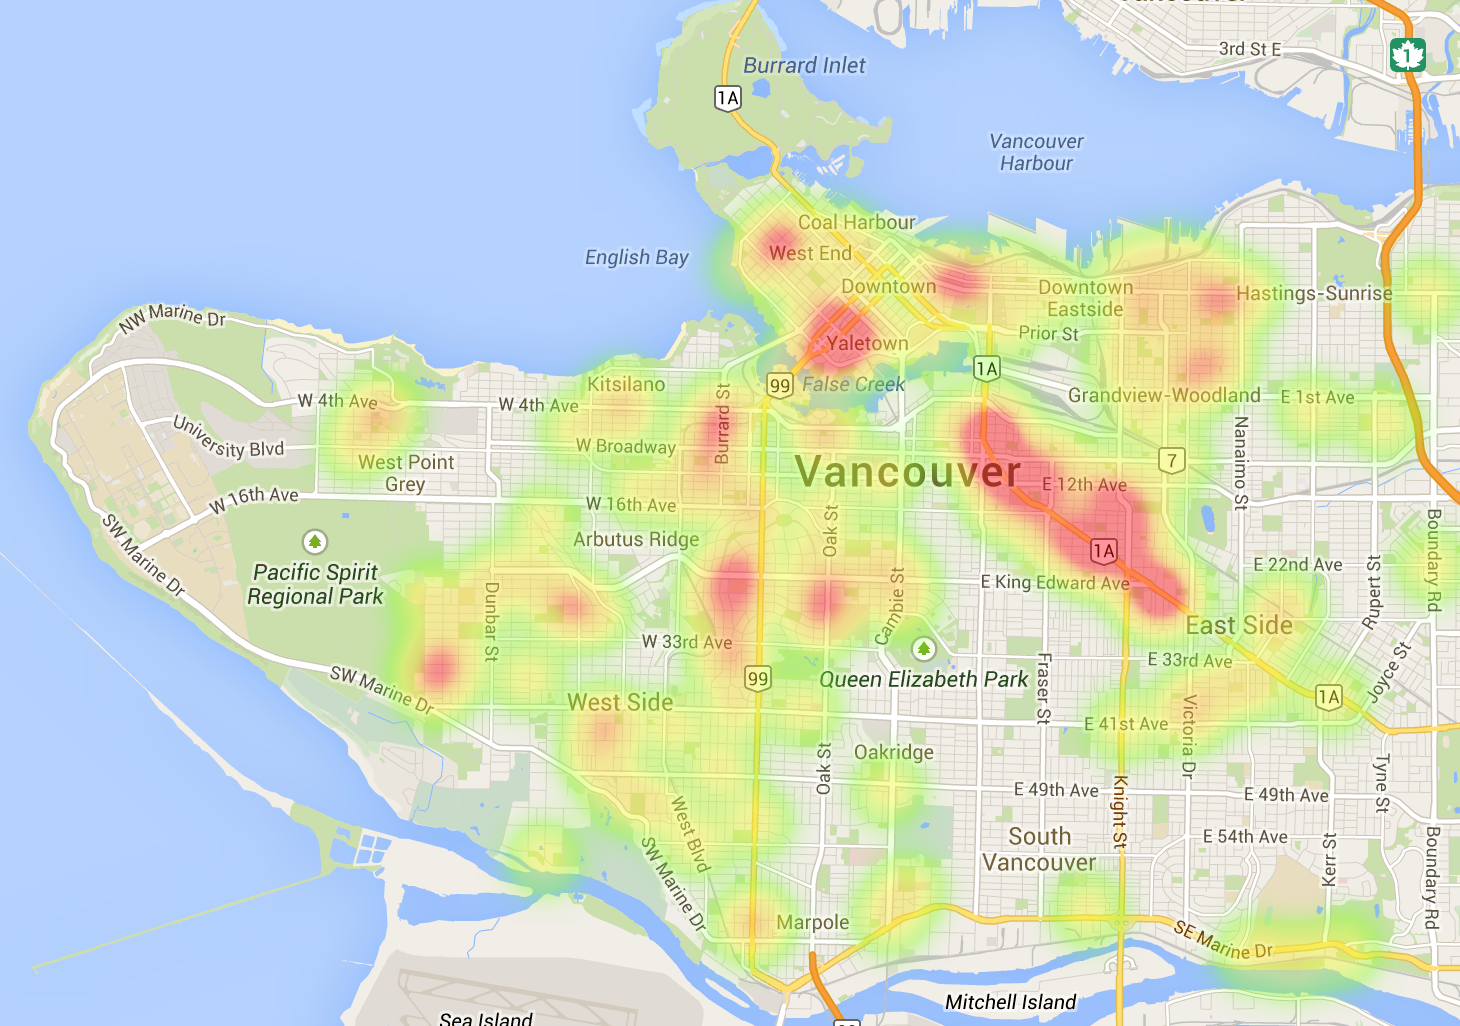 3rd St E
1
Burrard Inlet
1A
Vancouver
Harbour
Coal Harbour
West End
English Bay
Downtown
Downtown
Eastside
Hastings-Sunrise
NW Marine Dr
Prior St
Yaletown
1A
99
False Creek
Kitsilano
Grandview-Woodland
E 1st Ave
W 4th Ave
W 4th Ave
Burrard St
University Blvd
W Broadway
Nanaimo St
West Point
Grey
Vancouver
7
E 12th Ave
W 16th Ave
W 16th Ave
Oak St
Boundary Rd
SW Marine Dr
Arbutus Ridge
1A
Pacific Spirit
Regional Park
E King Edward Ave
E 22nd Ave
Rupert St
Dunbar St
Cambie St
W 33rd Ave
East Side
SW Marine Dr
99
Queen Elizabeth Park
Fraser St
E 33rd Ave
Joyce St
West Side
1A
E 41st Ave
Victoria Dr
Oak St
Oakridge
E 49th Ave
Knight St
E 49th Ave
Tyne St
West Blvd
South
Vancouver
E 54th Ave
Kerr St
Boundary Rd
SW Marine Dr
Marpole
SE Marine Dr
Mitchell Island
Sea Island